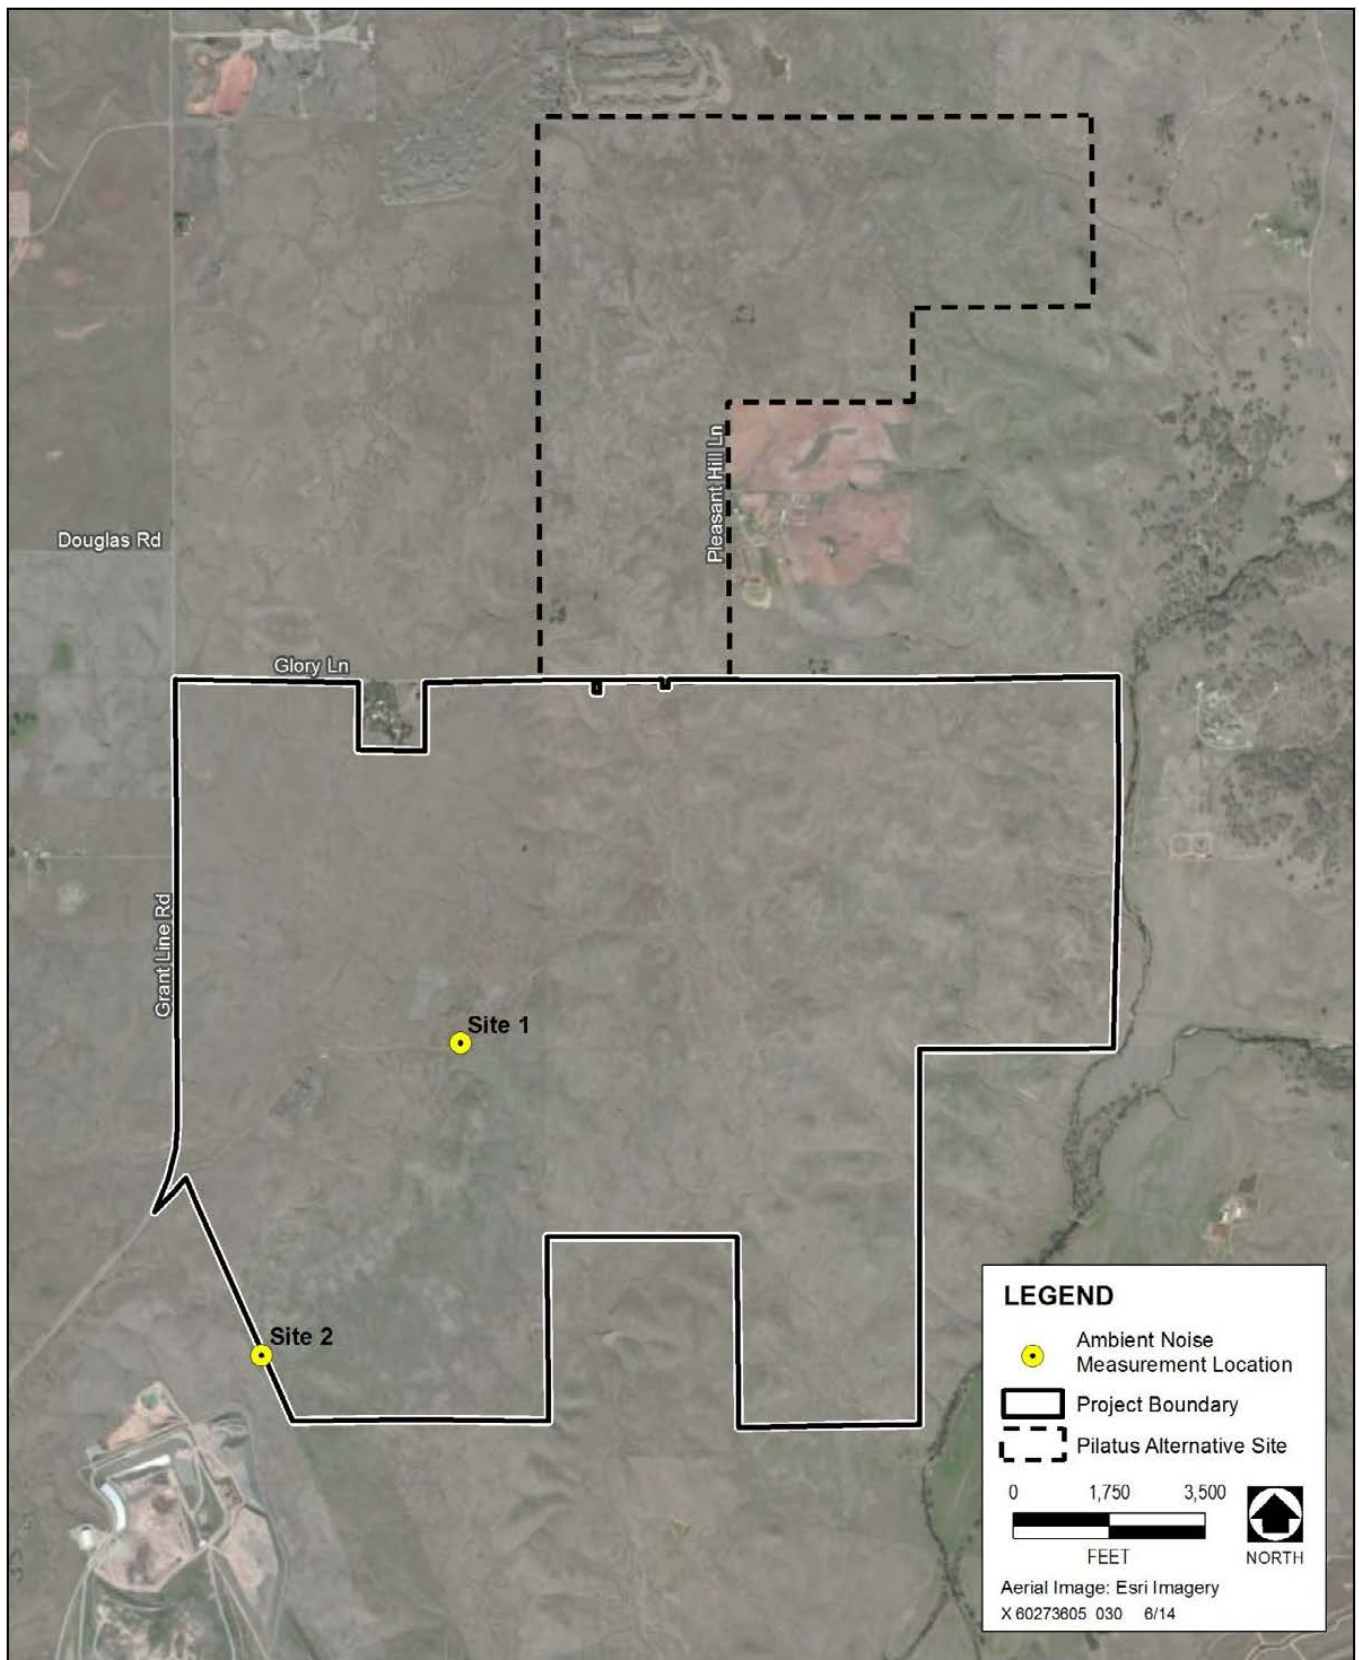 Pleasant Hill Ln
Douglas Rd
Glory Ln
Grant Line Rd
Site 1
Site 2
LEGEND
Ambient Noise
Measurement Location
Project Boundary
Pilatus Alternative Site
0 1,750 3,500
FEET
NORTH
Aerial Image: Esri Imagery
X 60273605 030 6/14